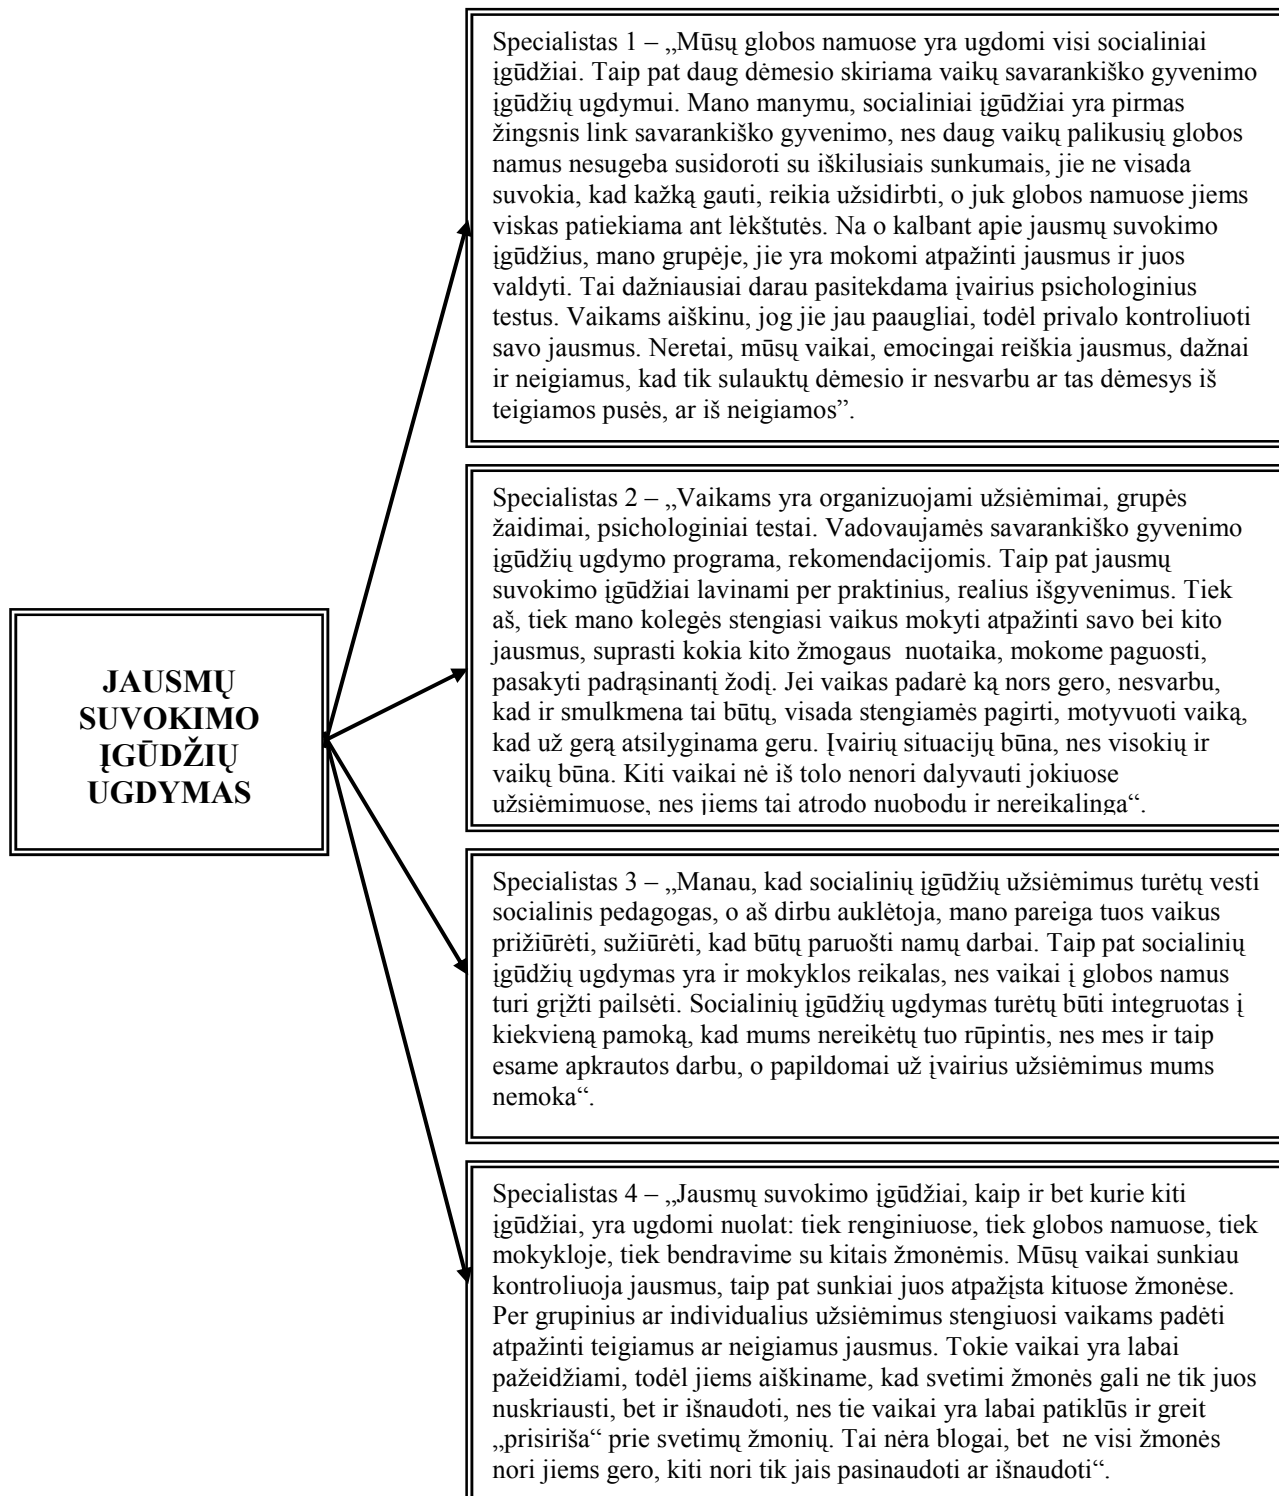 Specialistas 1 – „Mūsų globos namuose yra ugdomi visi socialiniai
įgūdžiai. Taip pat daug dėmesio skiriama vaikų savarankiško gyvenimo
įgūdžių ugdymui. Mano manymu, socialiniai įgūdžiai yra pirmas
žingsnis link savarankiško gyvenimo, nes daug vaikų palikusių globos
namus nesugeba susidoroti su iškilusiais sunkumais, jie ne visada
suvokia, kad kažką gauti, reikia užsidirbti, o juk globos namuose jiems
viskas patiekiama ant lėkštutės. Na o kalbant apie jausmų suvokimo
įgūdžius, mano grupėje, jie yra mokomi atpažinti jausmus ir juos
valdyti. Tai dažniausiai darau pasitekdama įvairius psichologinius
testus. Vaikams aiškinu, jog jie jau paaugliai, todėl privalo kontroliuoti
savo jausmus. Neretai, mūsų vaikai, emocingai reiškia jausmus, dažnai
ir neigiamus, kad tik sulauktų dėmesio ir nesvarbu ar tas dėmesys iš
teigiamos pusės, ar iš neigiamos”.
Specialistas 2 – „Vaikams yra organizuojami užsiėmimai, grupės
žaidimai, psichologiniai testai. Vadovaujamės savarankiško gyvenimo
įgūdžių ugdymo programa, rekomendacijomis. Taip pat jausmų
suvokimo įgūdžiai lavinami per praktinius, realius išgyvenimus. Tiek
aš, tiek mano kolegės stengiasi vaikus mokyti atpažinti savo bei kito
jausmus, suprasti kokia kito žmogaus  nuotaika, mokome paguosti,
pasakyti padrąsinantį žodį. Jei vaikas padarė ką nors gero, nesvarbu,
kad ir smulkmena tai būtų, visada stengiamės pagirti, motyvuoti vaiką,
kad už gerą atsilyginama geru. Įvairių situacijų būna, nes visokių ir
vaikų būna. Kiti vaikai nė iš tolo nenori dalyvauti jokiuose
užsiėmimuose, nes jiems tai atrodo nuobodu ir nereikalinga“.
JAUSMŲ
SUVOKIMO
ĮGŪDŽIŲ
UGDYMAS
Specialistas 3 – „Manau, kad socialinių įgūdžių užsiėmimus turėtų vesti
socialinis pedagogas, o aš dirbu auklėtoja, mano pareiga tuos vaikus
prižiūrėti, sužiūrėti, kad būtų paruošti namų darbai. Taip pat socialinių
įgūdžių ugdymas yra ir mokyklos reikalas, nes vaikai į globos namus
turi grįžti pailsėti. Socialinių įgūdžių ugdymas turėtų būti integruotas į
kiekvieną pamoką, kad mums nereikėtų tuo rūpintis, nes mes ir taip
esame apkrautos darbu, o papildomai už įvairius užsiėmimus mums
nemoka“.
Specialistas 4 – „Jausmų suvokimo įgūdžiai, kaip ir bet kurie kiti
įgūdžiai, yra ugdomi nuolat: tiek renginiuose, tiek globos namuose, tiek
mokykloje, tiek bendravime su kitais žmonėmis. Mūsų vaikai sunkiau
kontroliuoja jausmus, taip pat sunkiai juos atpažįsta kituose žmonėse.
Per grupinius ar individualius užsiėmimus stengiuosi vaikams padėti
atpažinti teigiamus ar neigiamus jausmus. Tokie vaikai yra labai
pažeidžiami, todėl jiems aiškiname, kad svetimi žmonės gali ne tik juos
nuskriausti, bet ir išnaudoti, nes tie vaikai yra labai patiklūs ir greit
„prisiriša“ prie svetimų žmonių. Tai nėra blogai, bet  ne visi žmonės
nori jiems gero, kiti nori tik jais pasinaudoti ar išnaudoti“.